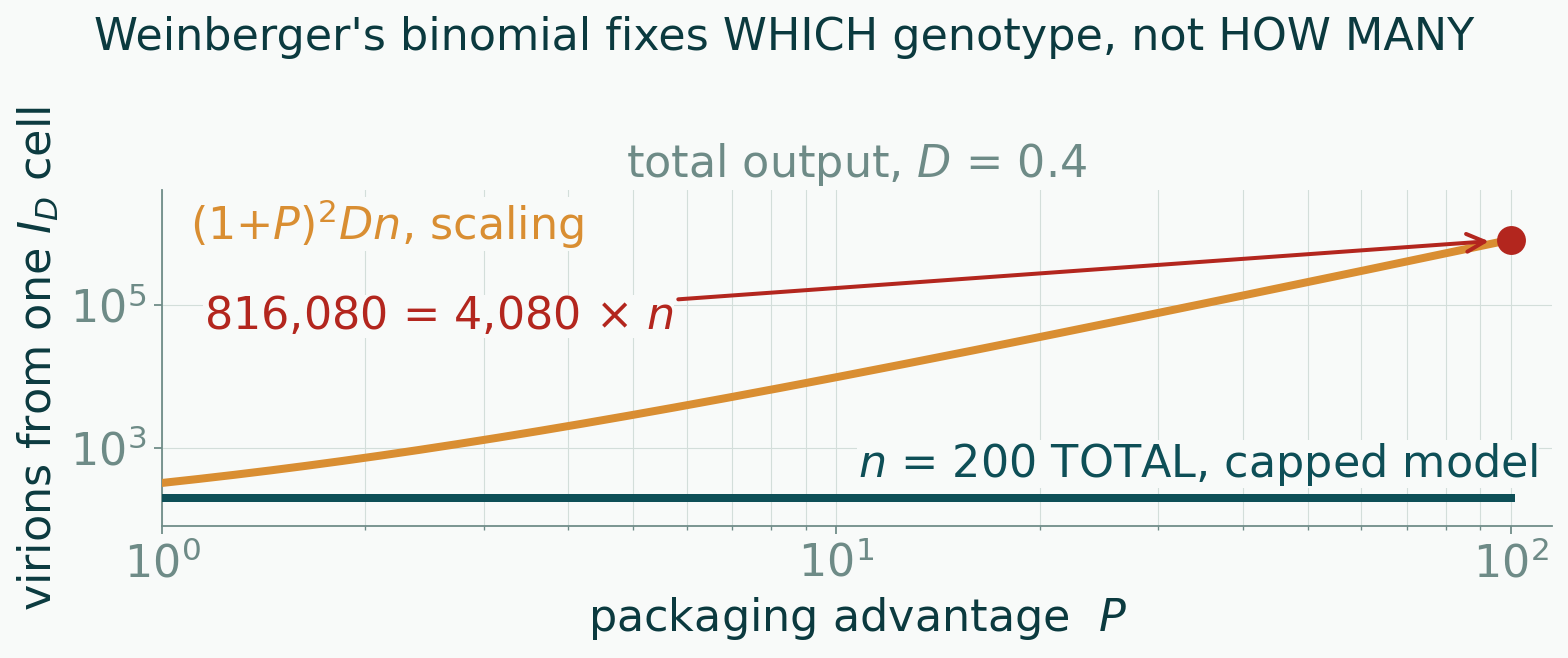 Weinberger's binomial fixes WHICH genotype, not HOW MANY
total output, D = 0.4
virions from one I_D cell
(1+P)²Dn, scaling
816,080 = 4,080 × n
n = 200 TOTAL, capped model
10⁵
10³
10⁰ 10¹ 10²
packaging advantage P